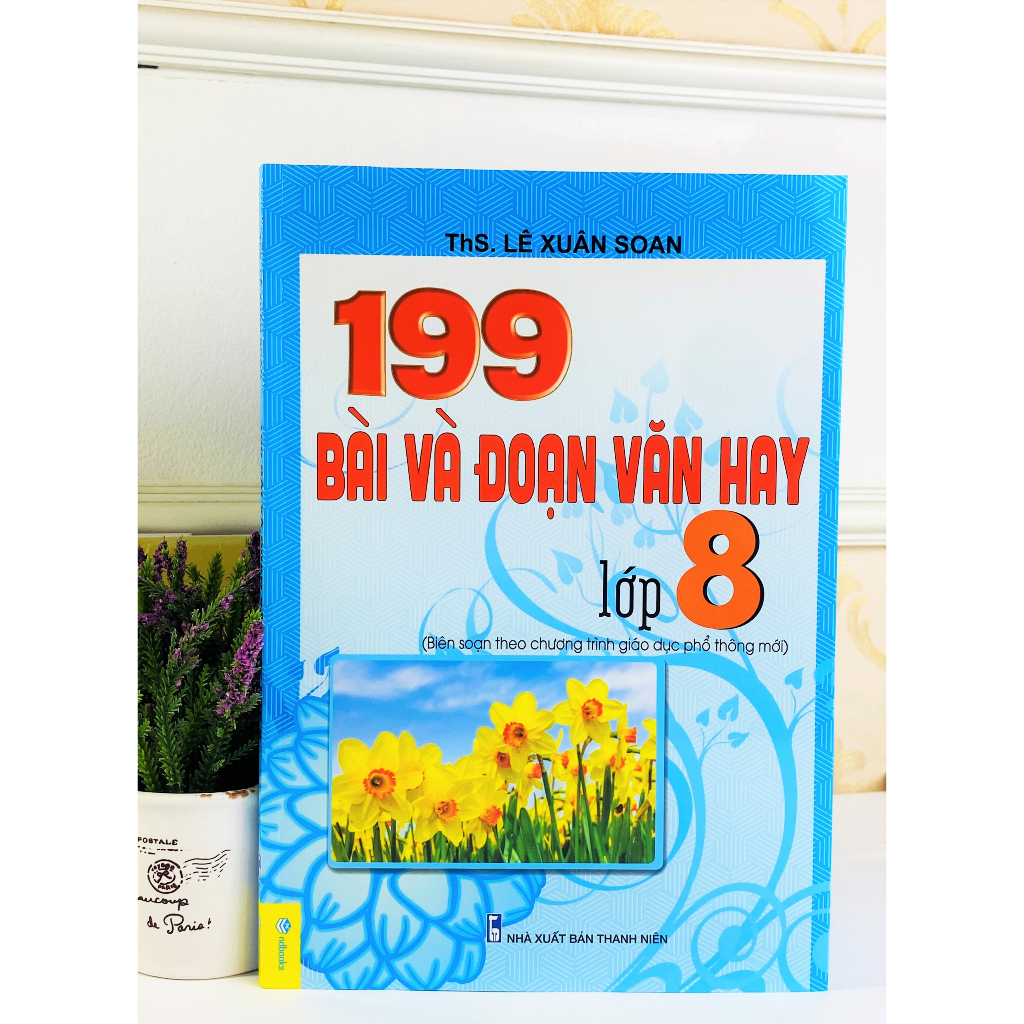 ThS. LÊ XUÂN SOAN
199
BÀI VÀ ĐOẠN VĂN HAY
lớp 8
(Biên soạn theo chương trình giáo dục phổ thông mới)
NHÀ XUẤT BẢN THANH NIÊN
ndbooks
POSTALE
de Paris!